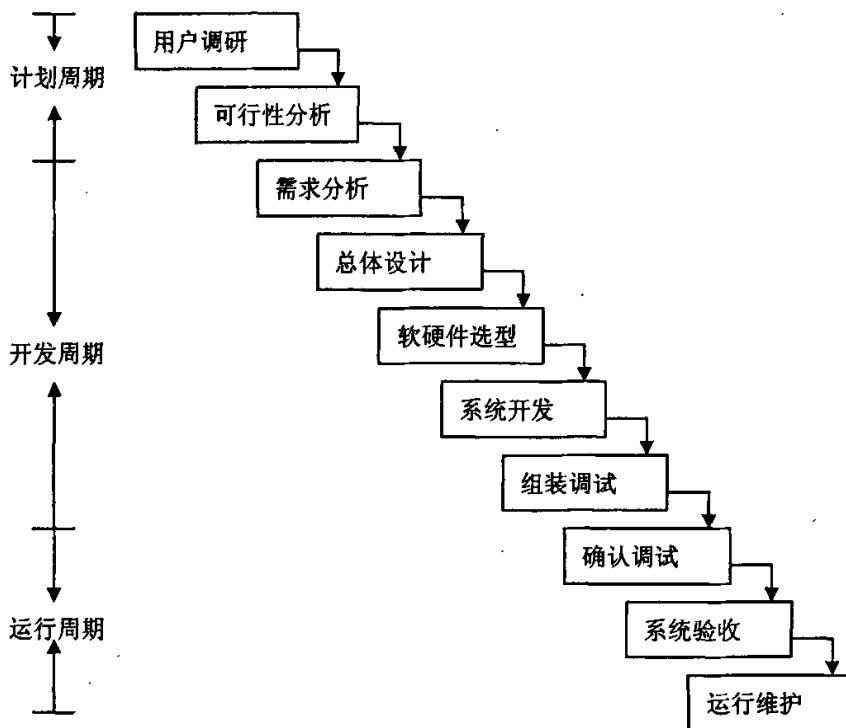 用户调研
计划周期
可行性分析
需求分析
总体设计
软硬件选型
开发周期
系统开发
组装调试
确认调试
运行周期
系统验收
运行维护